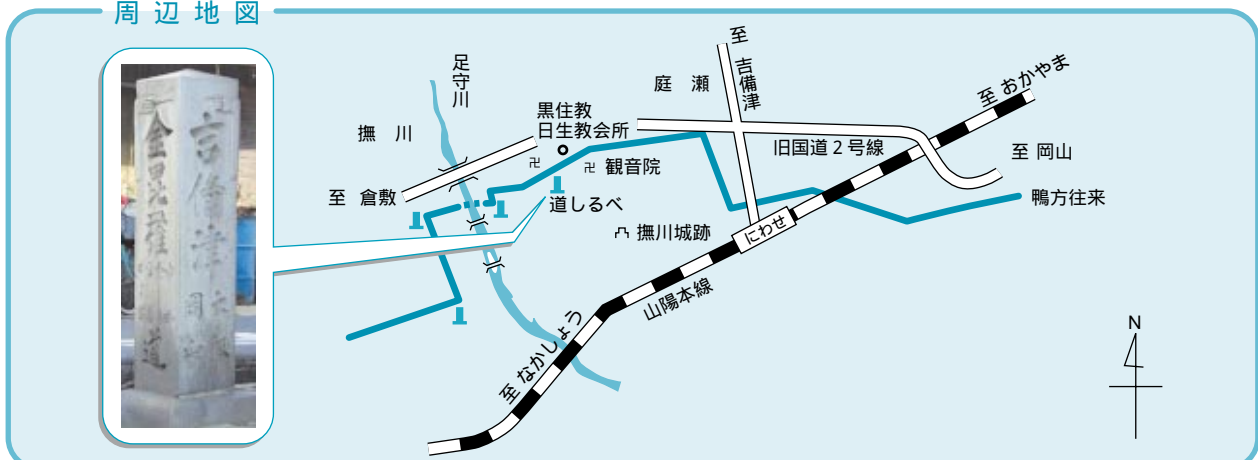 周辺地図
足守川
撫川
至 倉敷
黒住教
日生教会所
卍
卍 観音院
道しるべ
撫川城跡
庭瀬
至 吉備津
旧国道２号線
至 おかやま
至 岡山
鴨方往来
にわせ
山陽本線
至 なかしょう
N
吉備津
金毘羅
道